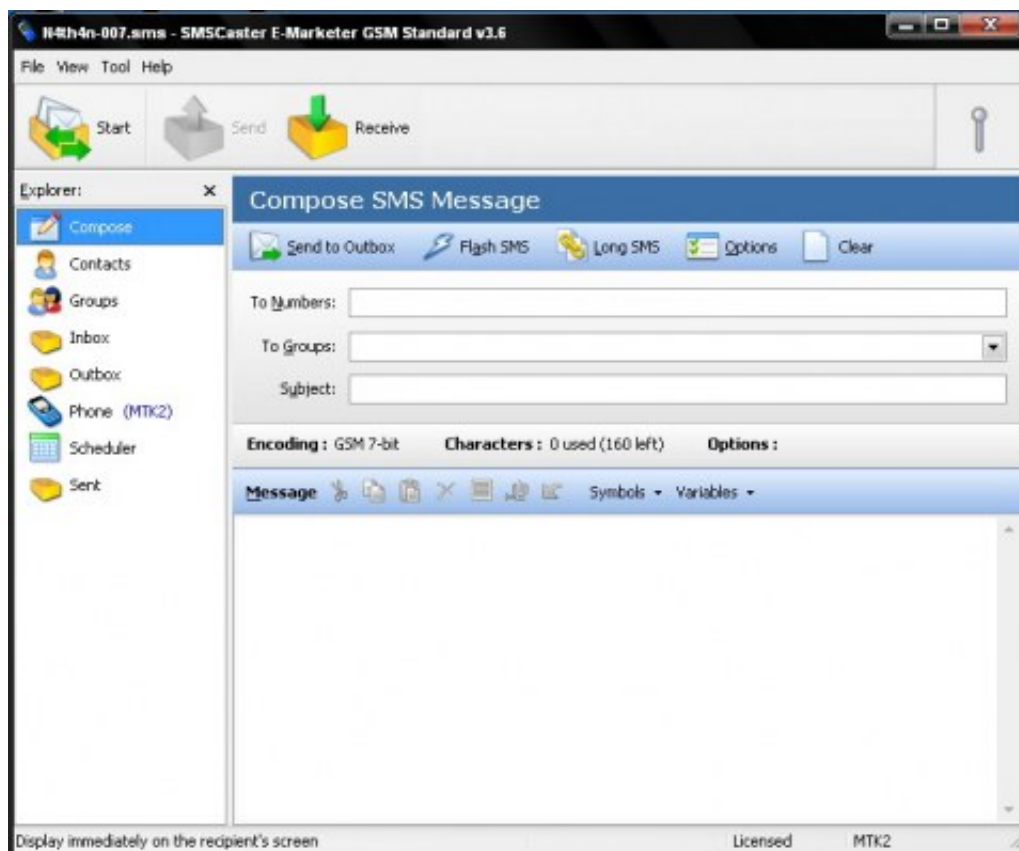 N4th4n-007.sms - SMSCaster E-Marketer GSM Standard v3.6
File View Tool Help
Start Send Receive
Explorer:
Compose
Contacts
Groups
Inbox
Outbox
Phone (MTK2)
Scheduler
Sent
Compose SMS Message
Send to Outbox Flash SMS Long SMS Options Clear
To Numbers:
To Groups:
Subject:
Encoding : GSM 7-bit Characters : 0 used (160 left) Options :
Message Symbols Variables
Display immediately on the recipient's screen Licensed MTK2